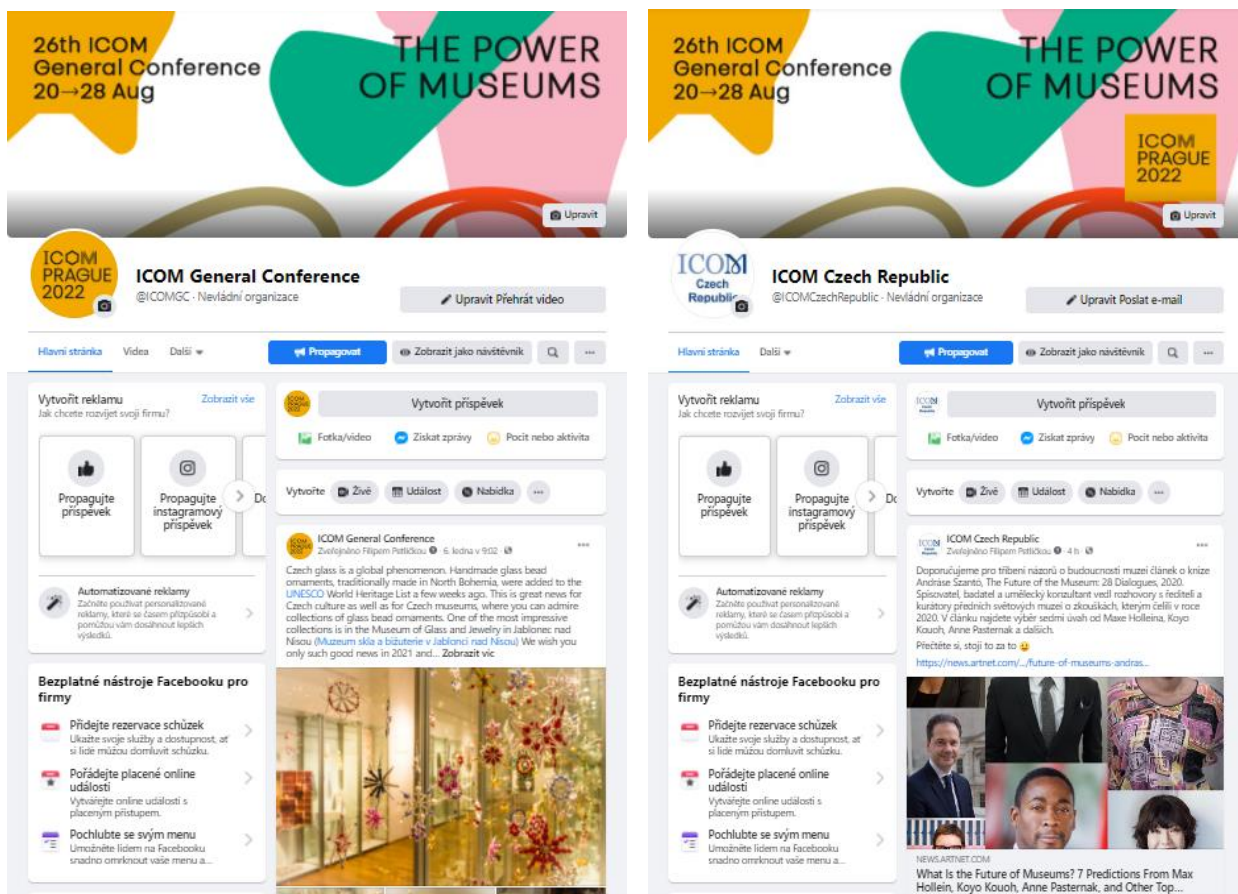 26th ICOM
General Conference
20→28 Aug
THE POWER
OF MUSEUMS
Upravit
ICOM
PRAGUE
2022
ICOM General Conference
@ICOMGC · Nevládní organizace
Upravit Přehrát video
Hlavní stránka Videa Další
Propagovat
Zobrazit jako návštěvník
Vytvořit reklamu
Zobrazit vše
Jak chcete rozvíjet svoji firmu?
Propagujte
příspěvek
Propagujte
instagramový
příspěvek
Do
Automatizované reklamy
Začněte používat personalizované
reklamy, které se časem přizpůsobí a
pomůžou vám dosáhnout lepších
výsledků.
Bezplatné nástroje Facebooku pro
firmy
Přidejte rezervace schůzek
Ukažte svoje služby a dostupnost, ať
si lidé můžou domluvit schůzku.
Pořádejte placené online
události
Vytvářejte online události s
placeným přístupem.
Pochlubte se svým menu
Umožněte lidem na Facebooku
snadno omrknout vaše menu a...
Vytvořit příspěvek
Fotka/video Získat zprávy Pocit nebo aktivita
Vytvořte Živě Událost Nabídka
ICOM General Conference
Zveřejněno Filipem Petličkou · 6. ledna v 9:02
Czech glass is a global phenomenon. Handmade glass bead
ornaments, traditionally made in North Bohemia, were added to the
UNESCO World Heritage List a few weeks ago. This is great news for
Czech culture as well as for Czech museums, where you can admire
collections of glass bead ornaments. One of the most impressive
collections is in the Museum of Glass and Jewelry in Jablonec nad
Nisou (Muzeum skla a bižuterie v Jablonci nad Nisou) We wish you
only such good news in 2021 and... Zobrazit víc
26th ICOM
General Conference
20→28 Aug
THE POWER
OF MUSEUMS
ICOM
PRAGUE
2022
Upravit
ICOM
Czech
Republic
ICOM Czech Republic
@ICOMCzechRepublic · Nevládní organizace
Upravit Poslat e-mail
Hlavní stránka Další
Propagovat
Zobrazit jako návštěvník
Vytvořit reklamu
Zobrazit vše
Jak chcete rozvíjet svoji firmu?
Propagujte
příspěvek
Propagujte
instagramový
příspěvek
Do
Automatizované reklamy
Začněte používat personalizované
reklamy, které se časem přizpůsobí a
pomůžou vám dosáhnout lepších
výsledků.
Bezplatné nástroje Facebooku pro
firmy
Přidejte rezervace schůzek
Ukažte svoje služby a dostupnost, ať
si lidé můžou domluvit schůzku.
Pořádejte placené online
události
Vytvářejte online události s
placeným přístupem.
Pochlubte se svým menu
Umožněte lidem na Facebooku
snadno omrknout vaše menu a...
Vytvořit příspěvek
Fotka/video Získat zprávy Pocit nebo aktivita
Vytvořte Živě Událost Nabídka
ICOM Czech Republic
Zveřejněno Filipem Petličkou · 4 h
Doporučujeme pro tříbení názorů o budoucnosti muzeí článek o knize
Andráse Szántó, The Future of the Museum: 28 Dialogues, 2020.
Spisovatel, badatel a umělecký konzultant vedl rozhovory s řediteli a
kurátory předních světových muzeí o zkouškách, kterým čelili v roce
2020. V článku najdete výběr sedmi úvah od Maxe Holleina, Koyo
Kouoh, Anne Pasternak a dalších.
Přečtěte si, stojí to za to
https://news.artnet.com/.../future-of-museums-andras...
NEWS.ARTNET.COM
What Is the Future of Museums? 7 Predictions From Max
Hollein, Koyo Kouoh, Anne Pasternak, and Other Top...